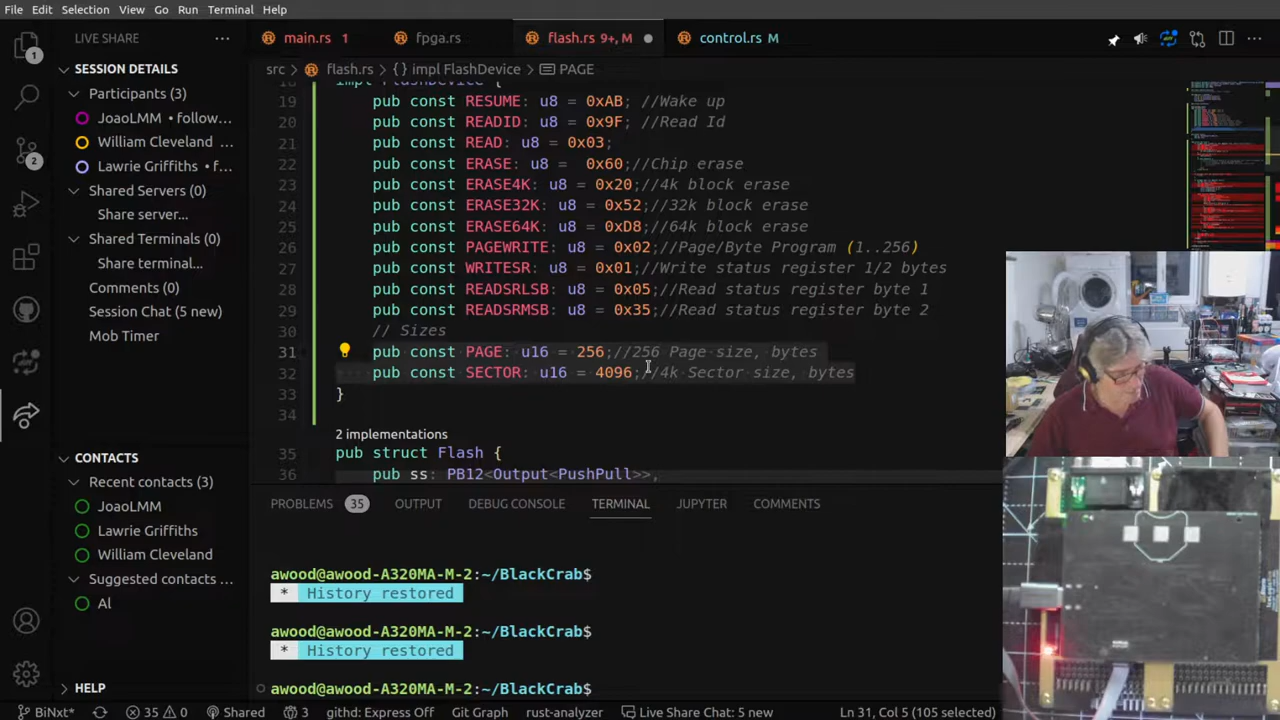 File Edit Selection View Go Run Terminal Help
LIVE SHARE
main.rs 1
fpga.rs
flash.rs 9+, M
control.rs M
src > flash.rs > {} impl FlashDevice > PAGE
SESSION DETAILS
Participants (3)
JoaoLMM • follow...
William Cleveland ...
Lawrie Griffiths • f...
Shared Servers (0)
Share server...
Shared Terminals (0)
Share terminal...
Comments (0)
Session Chat (5 new)
Mob Timer
CONTACTS
Recent contacts (3)
JoaoLMM
Lawrie Griffiths
William Cleveland
Suggested contacts ...
Al
HELP
1
2
impl FlashDevice {
19 pub const RESUME: u8 = 0xAB; //Wake up
20 pub const READID: u8 = 0x9F; //Read Id
21 pub const READ: u8 = 0x03;
22 pub const ERASE: u8 =  0x60;//Chip erase
23 pub const ERASE4K: u8 = 0x20;//4k block erase
24 pub const ERASE32K: u8 = 0x52;//32k block erase
25 pub const ERASE64K: u8 = 0xD8;//64k block erase
26 pub const PAGEWRITE: u8 = 0x02;//Page/Byte Program (1..256)
27 pub const WRITESR: u8 = 0x01;//Write status register 1/2 bytes
28 pub const READSRLSB: u8 = 0x05;//Read status register byte 1
29 pub const READSRMSB: u8 = 0x35;//Read status register byte 2
30 // Sizes
31 pub const PAGE: u16 = 256;//256 Page size, bytes
32 pub const SECTOR: u16 = 4096;//4k Sector size, bytes
33 }
34
2 implementations
35 pub struct Flash {
36 pub ss: PB12<Output<PushPull>>,
PROBLEMS 35 OUTPUT DEBUG CONSOLE TERMINAL JUPYTER COMMENTS
awood@awood-A320MA-M-2:~/BlackCrab$
* History restored
awood@awood-A320MA-M-2:~/BlackCrab$
* History restored
awood@awood-A320MA-M-2:~/BlackCrab$
BiNxt* 35 0 Shared 3 githd: Express Off Git Graph rust-analyzer Live Share Chat: 5 new Ln 31, Col 5 (105 selected)